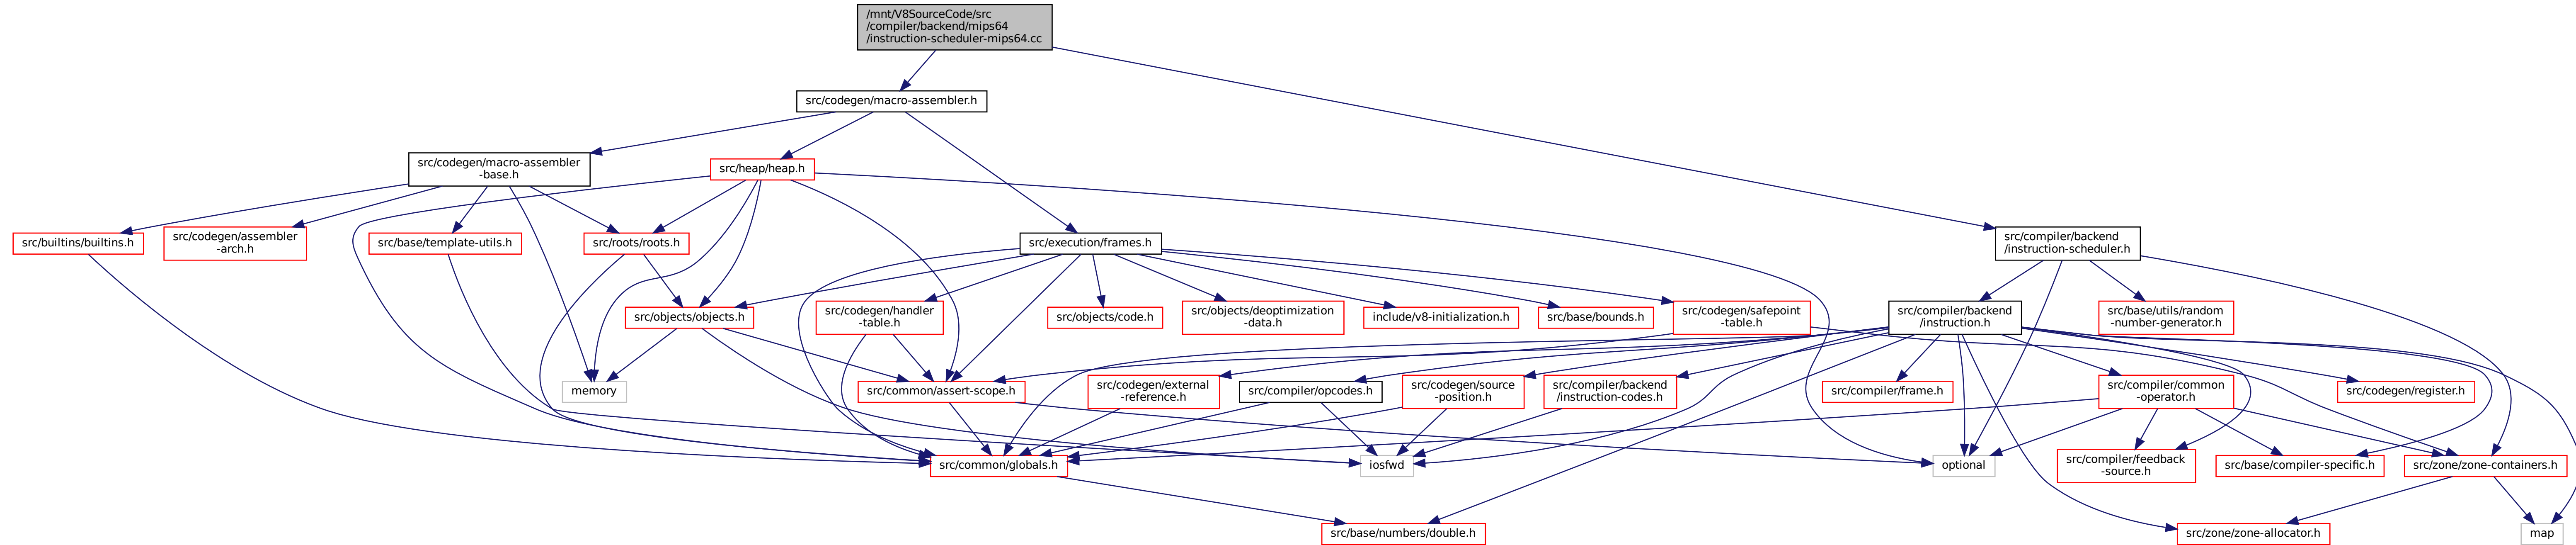 /mnt/V8SourceCode/src
/compiler/backend/mips64
/instruction-scheduler-mips64.cc
src/codegen/macro-assembler.h
src/codegen/macro-assembler
-base.h
src/heap/heap.h
src/builtins/builtins.h
src/codegen/assembler
-arch.h
src/base/template-utils.h
src/roots/roots.h
src/execution/frames.h
src/compiler/backend
/instruction-scheduler.h
src/objects/objects.h
src/codegen/handler
-table.h
src/objects/code.h
src/objects/deoptimization
-data.h
include/v8-initialization.h
src/base/bounds.h
src/codegen/safepoint
-table.h
src/compiler/backend
/instruction.h
src/base/utils/random
-number-generator.h
memory
src/common/assert-scope.h
src/codegen/external
-reference.h
src/compiler/opcodes.h
src/codegen/source
-position.h
src/compiler/backend
/instruction-codes.h
src/compiler/frame.h
src/compiler/common
-operator.h
src/codegen/register.h
src/common/globals.h
iosfwd
optional
src/compiler/feedback
-source.h
src/base/compiler-specific.h
src/zone/zone-containers.h
src/base/numbers/double.h
src/zone/zone-allocator.h
map